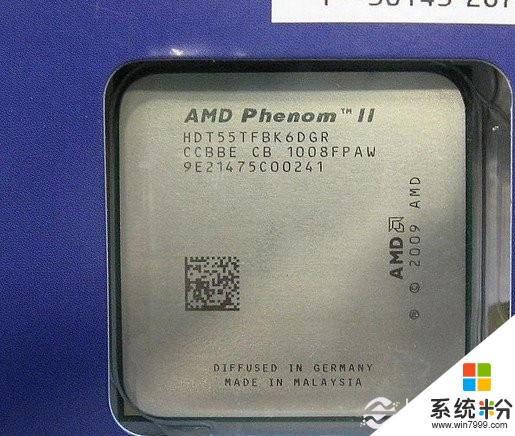 AMD Phenom™ II
HDT55TFBK6DGR
CCBBE CB 1008FPAW
9E21475C00241
AMD
® © 2009 AMD
DIFFUSED IN GERMANY
MADE IN MALAYSIA
系统粉
www.win7999.com